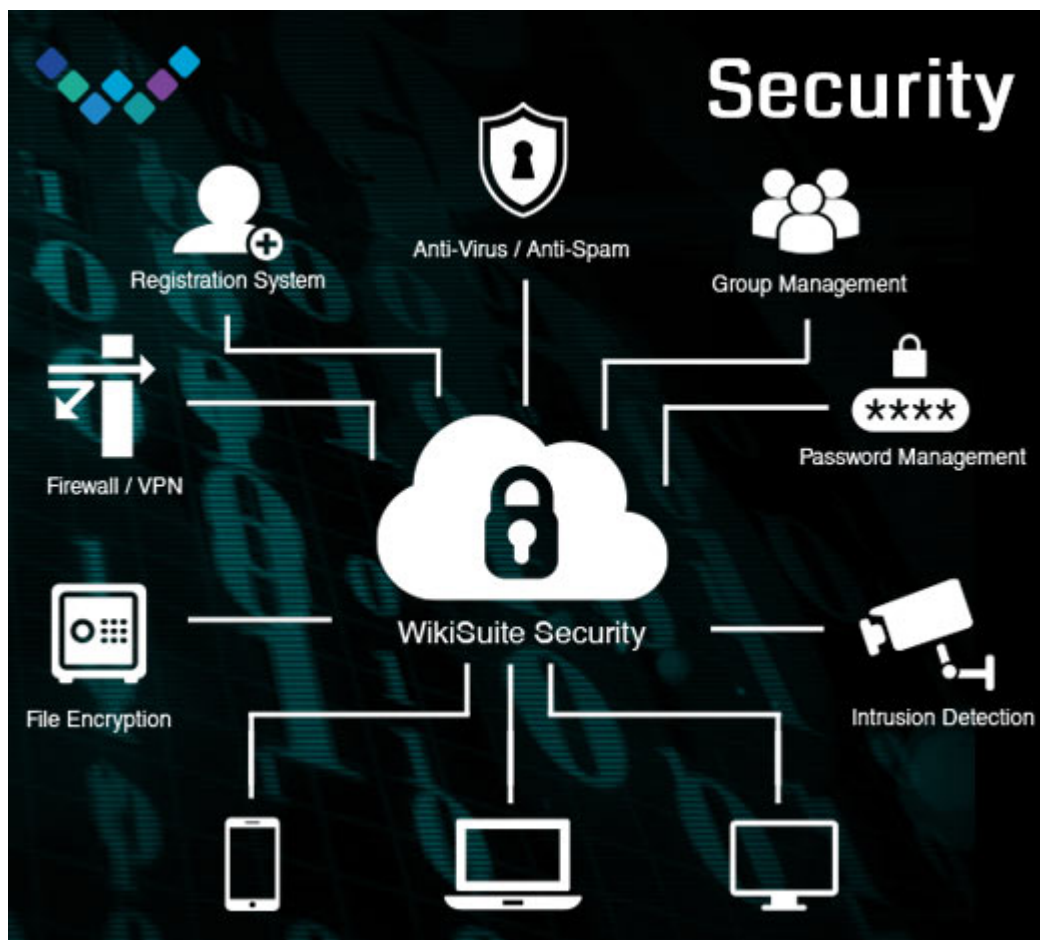 Security
Anti-Virus / Anti-Spam
Registration System
Group Management
****
Password Management
Firewall / VPN
WikiSuite Security
File Encryption
Intrusion Detection